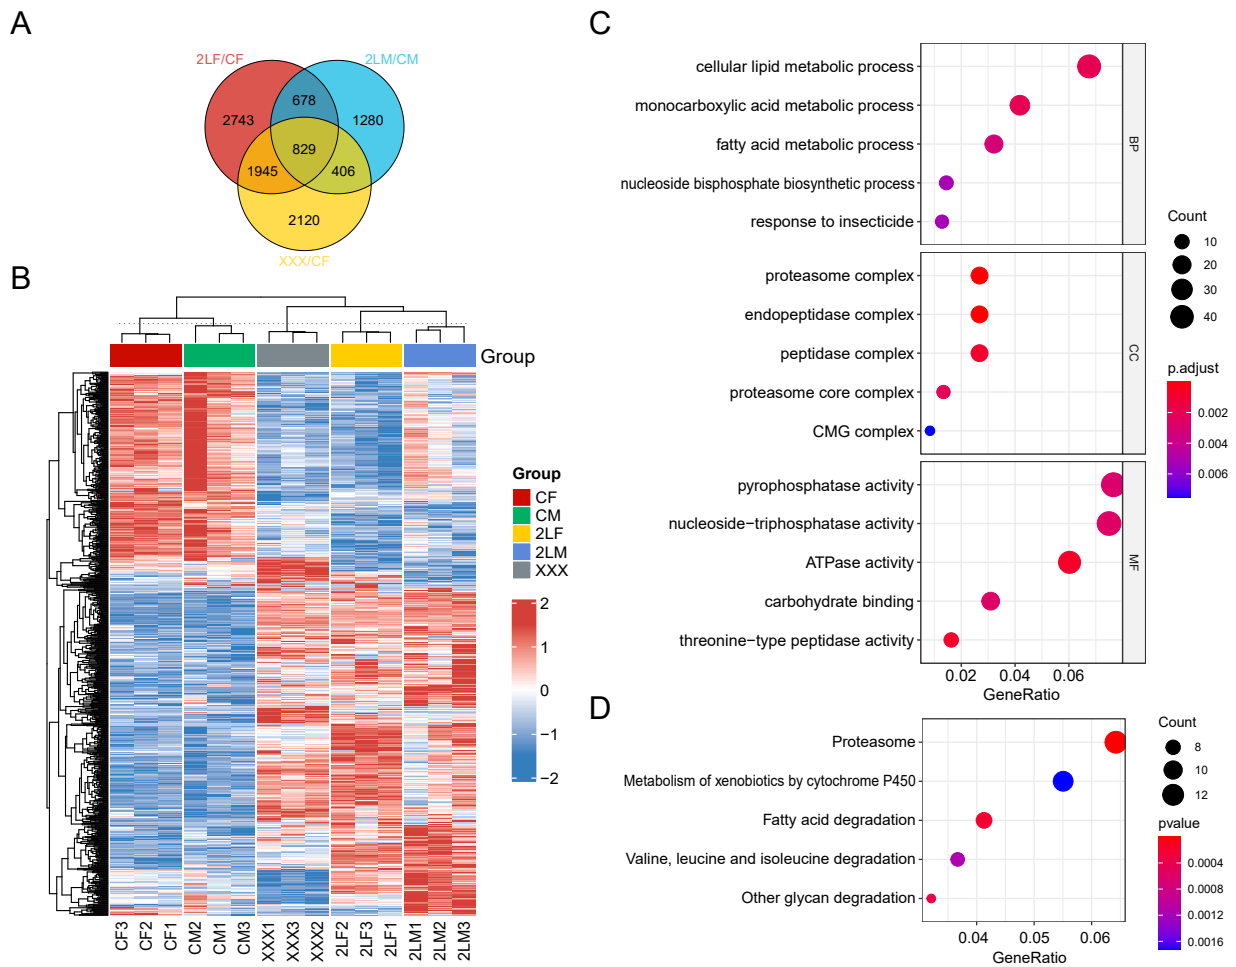 A
2LF/CF
2LM/CM
678
2743
1280
829
1945
406
2120
XXX/CF
B
Group
Group
CF
CM
2LF
2LM
XXX
2
1
0
−1
−2
CF3
CF2
CF1
CM2
CM1
CM3
XXX1
XXX3
XXX2
2LF2
2LF3
2LF1
2LM1
2LM2
2LM3
C
cellular lipid metabolic process
monocarboxylic acid metabolic process
fatty acid metabolic process
nucleoside bisphosphate biosynthetic process
response to insecticide
BP
proteasome complex
endopeptidase complex
peptidase complex
proteasome core complex
CMG complex
CC
pyrophosphatase activity
nucleoside−triphosphatase activity
ATPase activity
carbohydrate binding
threonine−type peptidase activity
MF
0.02
0.04
0.06
GeneRatio
Count
10
20
30
40
p.adjust
0.002
0.004
0.006
D
Proteasome
Metabolism of xenobiotics by cytochrome P450
Fatty acid degradation
Valine, leucine and isoleucine degradation
Other glycan degradation
0.04
0.05
0.06
GeneRatio
Count
8
10
12
pvalue
0.0004
0.0008
0.0012
0.0016